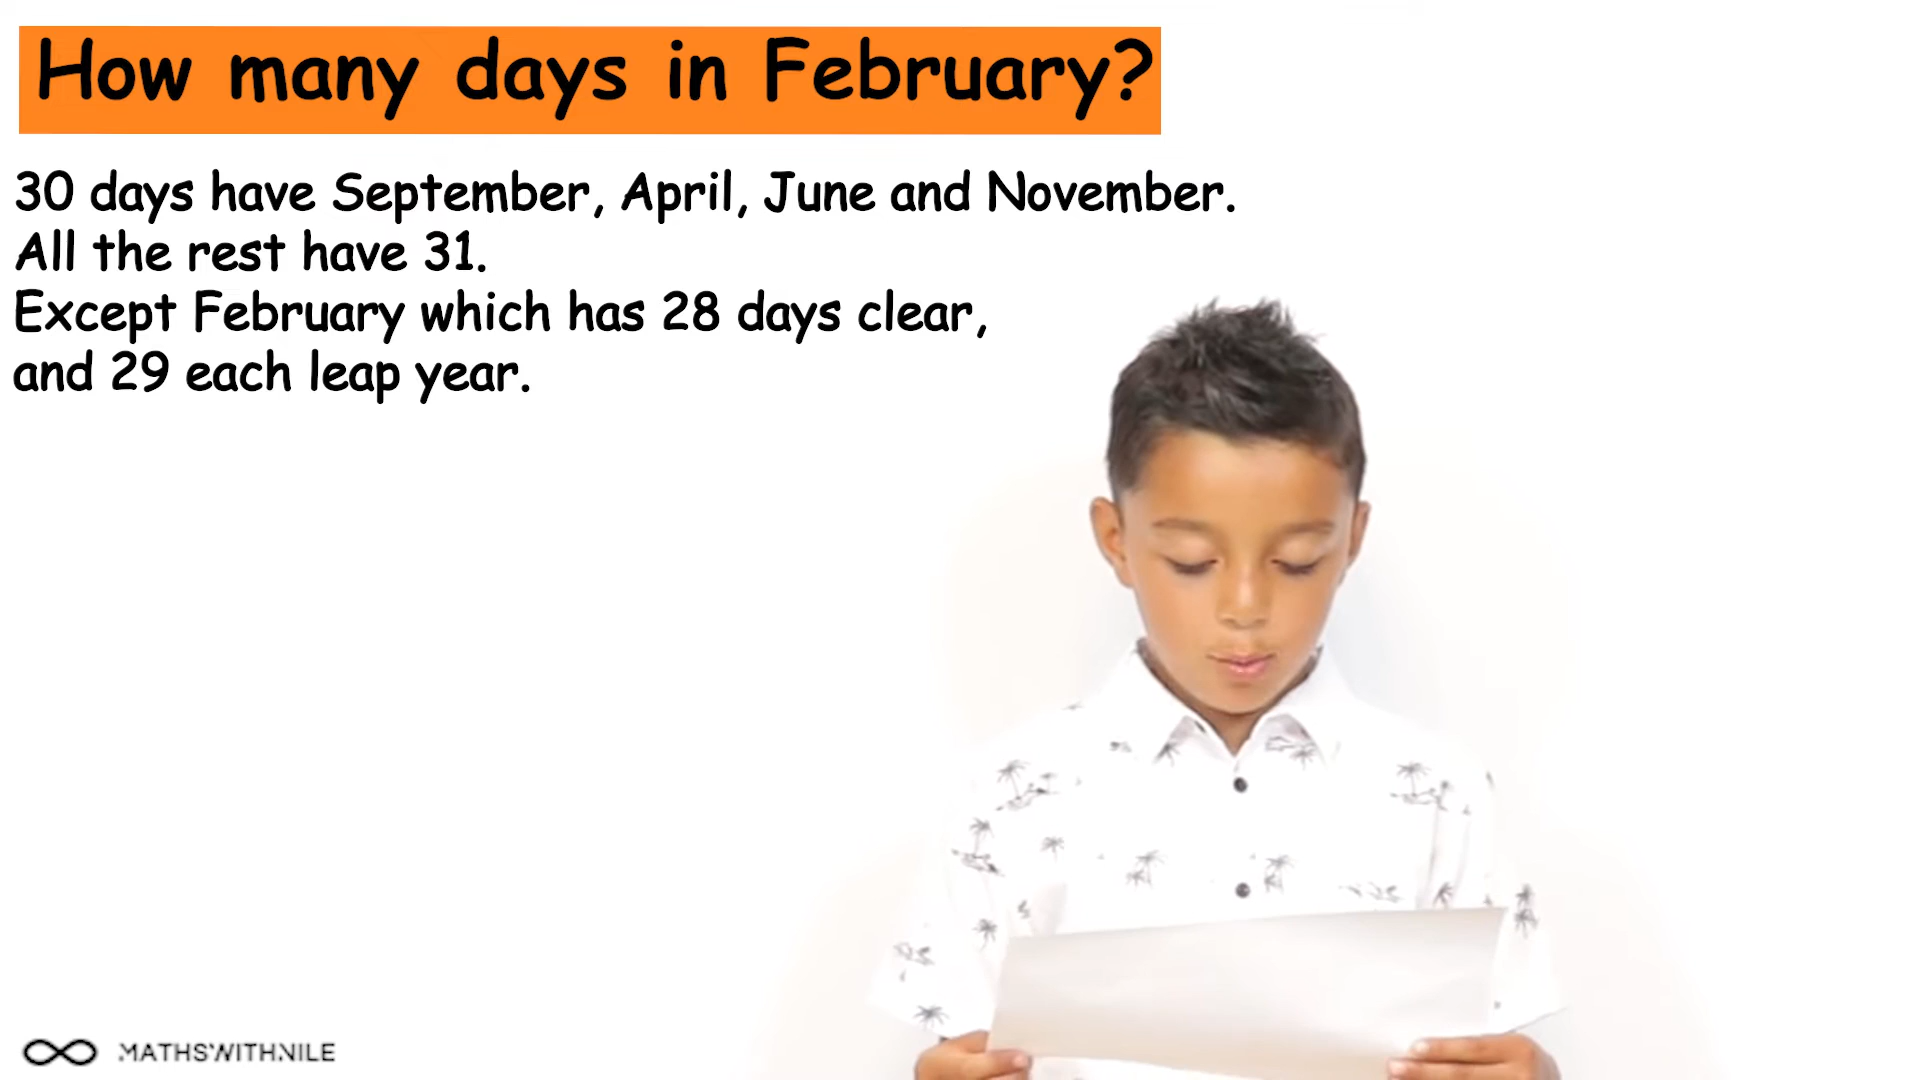 How many days in February?
30 days have September, April, June and November.
All the rest have 31.
Except February which has 28 days clear,
and 29 each leap year.
MATHSWITHNILE